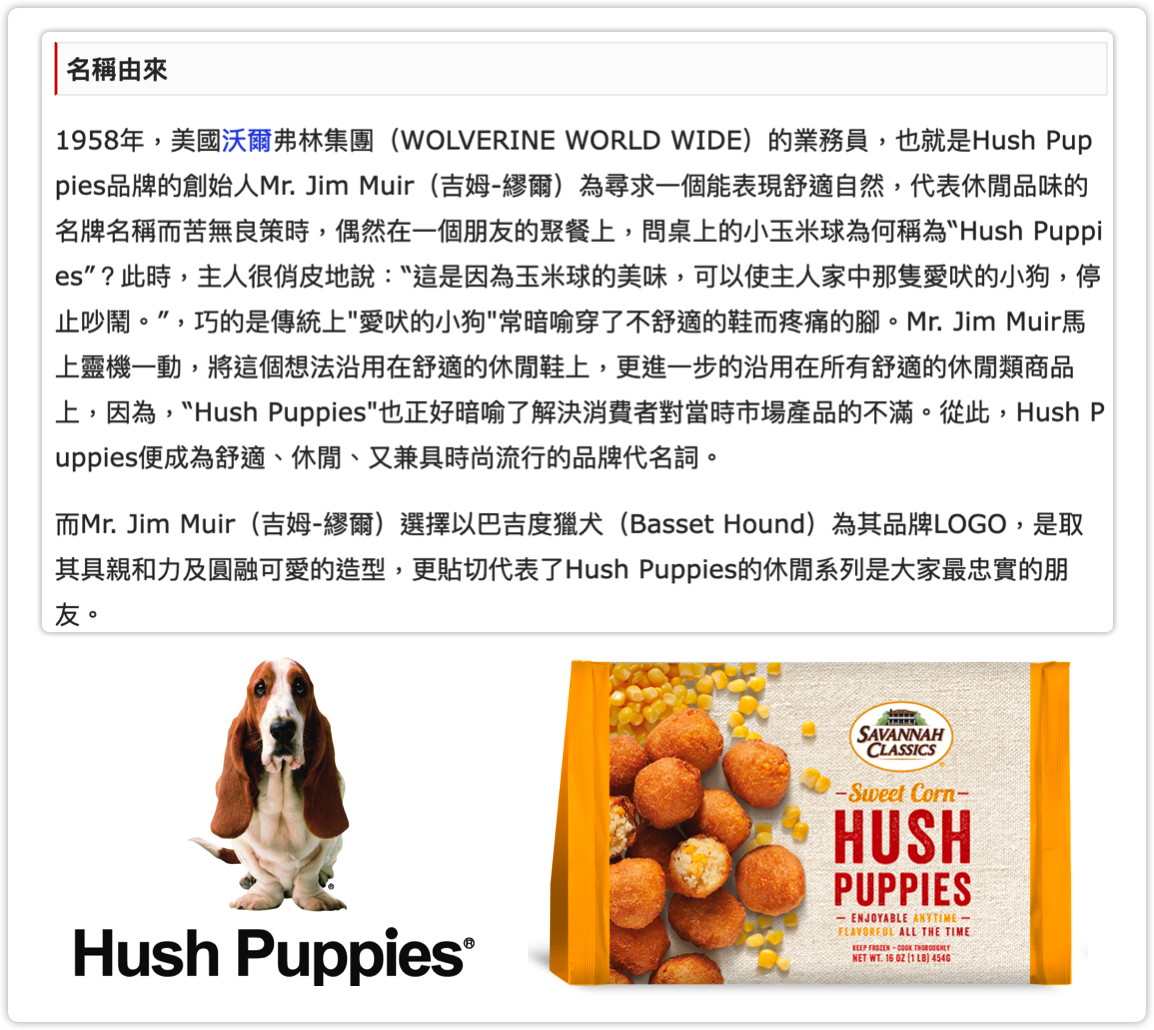 名稱由來
1958年，美國沃爾弗林集團（WOLVERINE WORLD WIDE）的業務員，也就是Hush Pup
pies品牌的創始人Mr. Jim Muir（吉姆-繆爾）為尋求一個能表現舒適自然，代表休閒品味的
名牌名稱而苦無良策時，偶然在一個朋友的聚餐上，問桌上的小玉米球為何稱為“Hush Puppi
es”？此時，主人很俏皮地說：“這是因為玉米球的美味，可以使主人家中那隻愛吠的小狗，停
止吵鬧。”，巧的是傳統上"愛吠的小狗"常暗喻穿了不舒適的鞋而疼痛的腳。Mr. Jim Muir馬
上靈機一動，將這個想法沿用在舒適的休閒鞋上，更進一步的沿用在所有舒適的休閒類商品
上，因為，“Hush Puppies"也正好暗喻了解決消費者對當時市場產品的不滿。從此，Hush P
uppies便成為舒適、休閒、又兼具時尚流行的品牌代名詞。
而Mr. Jim Muir（吉姆-繆爾）選擇以巴吉度獵犬（Basset Hound）為其品牌LOGO，是取
其具親和力及圓融可愛的造型，更貼切代表了Hush Puppies的休閒系列是大家最忠實的朋
友。
Hush Puppies®
SAVANNAH
CLASSICS
Sweet Corn
HUSH
PUPPIES
ENJOYABLE ANYTIME
FLAVORFUL ALL THE TIME
KEEP FROZEN - COOK THOROUGHLY
NET WT. 16 OZ (1 LB) 454G